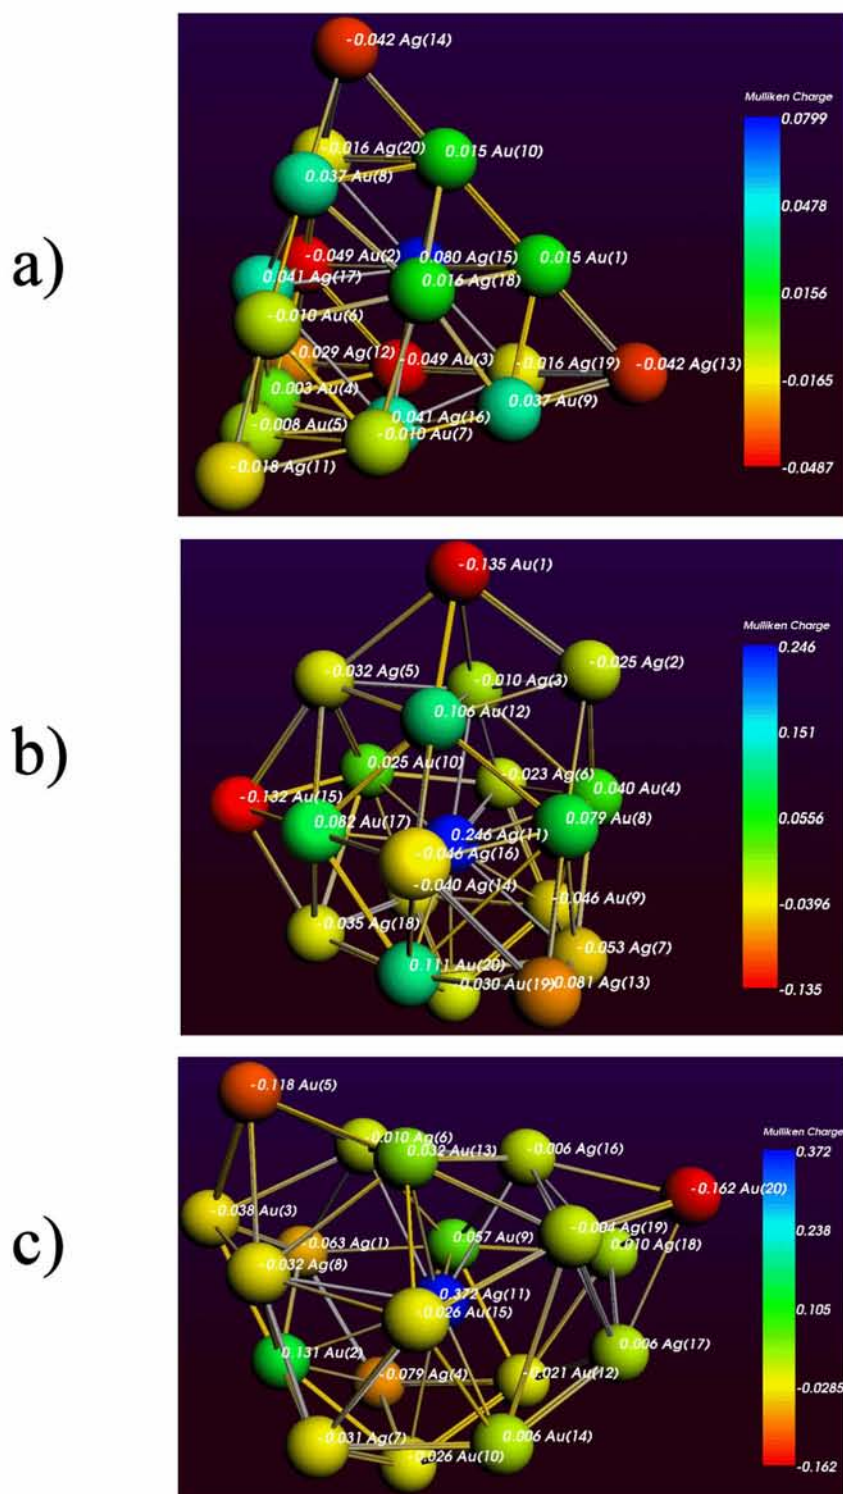 a)
-0.042 Ag(14)
Mulliken Charge
0.0799
-0.016 Ag(20)
0.015 Au(10)
0.037 Au(8)
0.0478
-0.049 Au(2)
0.080 Ag(15)
0.015 Au(1)
0.041 Ag(17)
0.016 Ag(18)
0.0156
-0.010 Au(6)
-0.029 Ag(12)
-0.049 Au(3)
-0.016 Ag(19)
-0.042 Ag(13)
-0.0165
0.003 Au(4)
0.037 Au(9)
0.041 Ag(16)
-0.008 Au(5)
-0.010 Au(7)
-0.018 Ag(11)
-0.0487
b)
-0.135 Au(1)
Mulliken Charge
0.246
-0.032 Ag(5)
-0.010 Ag(3)
-0.025 Ag(2)
0.106 Au(12)
0.151
0.025 Au(10)
-0.023 Ag(6)
0.040 Au(4)
-0.132 Au(15)
0.082 Au(17)
0.079 Au(8)
0.0556
0.246 Ag(11)
-0.046 Ag(16)
-0.040 Ag(14)
-0.046 Au(9)
-0.0396
-0.035 Ag(18)
-0.053 Ag(7)
0.111 Au(20)
-0.030 Au(19)
-0.081 Ag(13)
-0.135
c)
-0.118 Au(5)
Mulliken Charge
0.372
-0.010 Ag(6)
0.032 Au(13)
-0.006 Ag(16)
-0.162 Au(20)
-0.038 Au(3)
0.238
-0.063 Ag(1)
0.057 Au(9)
-0.004 Ag(19)
0.010 Ag(18)
-0.032 Ag(8)
0.372 Ag(11)
-0.026 Au(15)
0.105
0.006 Ag(17)
0.131 Au(2)
-0.079 Ag(4)
-0.021 Au(12)
-0.0285
-0.031 Ag(7)
-0.026 Au(10)
0.006 Au(14)
-0.162